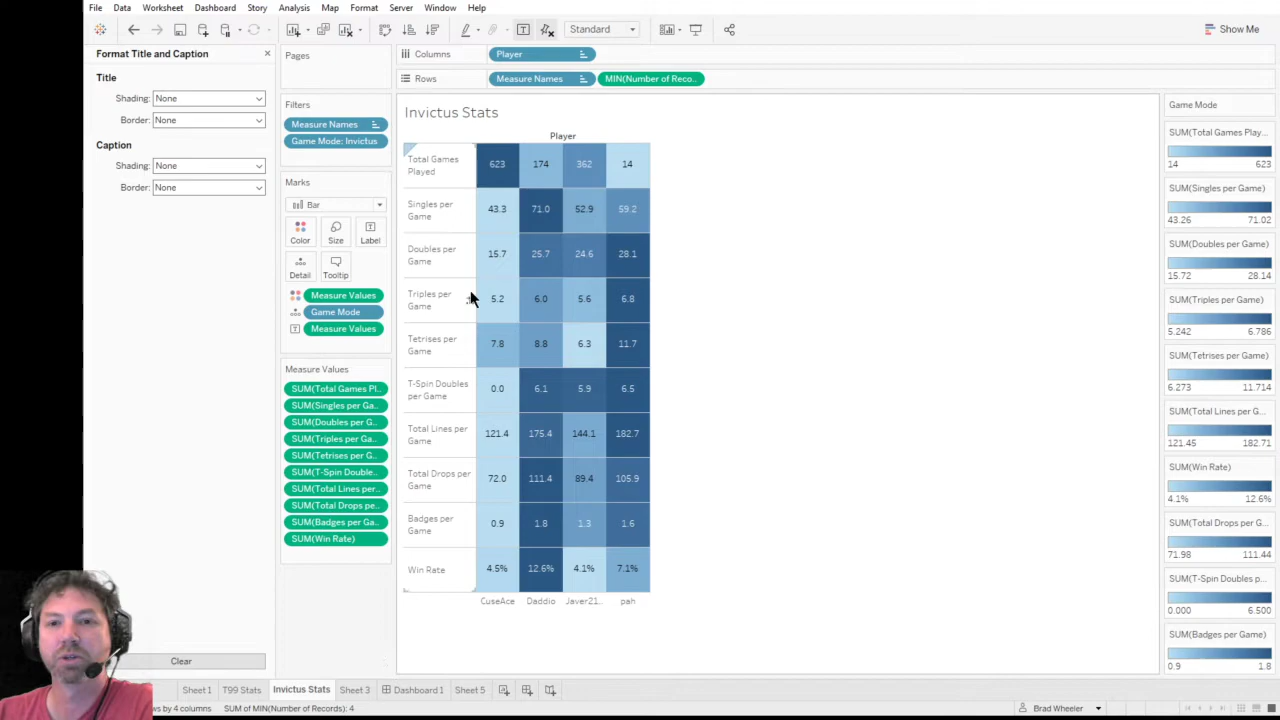 File Data Worksheet Dashboard Story Analysis Map Format Server Window Help
Standard
Show Me
Format Title and Caption
Title
Shading: None
Border: None
Caption
Shading: None
Border: None
Clear
Pages
Filters
Measure Names
Game Mode: Invictus
Marks
Bar
Color Size Label
Detail Tooltip
Measure Values
Game Mode
Measure Values
Measure Values
SUM(Total Games Pl..
SUM(Singles per Ga..
SUM(Doubles per G..
SUM(Triples per Ga..
SUM(Tetrises per G..
SUM(T-Spin Double..
SUM(Total Lines per..
SUM(Total Drops pe..
SUM(Badges per Ga..
SUM(Win Rate)
Columns Player
Rows Measure Names MIN(Number of Reco..
Invictus Stats
Player
Total Games Played 623 174 362 14
Singles per Game 43.3 71.0 52.9 59.2
Doubles per Game 15.7 25.7 24.6 28.1
Triples per Game 5.2 6.0 5.6 6.8
Tetrises per Game 7.8 8.8 6.3 11.7
T-Spin Doubles per Game 0.0 6.1 5.9 6.5
Total Lines per Game 121.4 175.4 144.1 182.7
Total Drops per Game 72.0 111.4 89.4 105.9
Badges per Game 0.9 1.8 1.3 1.6
Win Rate 4.5% 12.6% 4.1% 7.1%
CuseAce Daddio Javer21.. pah
Game Mode
SUM(Total Games Play..
14 623
SUM(Singles per Game)
43.26 71.02
SUM(Doubles per Game)
15.72 28.14
(Triples per Game)
5.242 6.786
SUM(Tetrises per Game)
6.273 11.714
SUM(Total Lines per G..
121.45 182.71
SUM(Win Rate)
4.1% 12.6%
SUM(Total Drops per G..
71.98 111.44
SUM(T-Spin Doubles p..
0.000 6.500
SUM(Badges per Game)
0.9 1.8
Sheet 1 T99 Stats Invictus Stats Sheet 3 Dashboard 1 Sheet 5
ws by 4 columns SUM of MIN(Number of Records): 4
Brad Wheeler